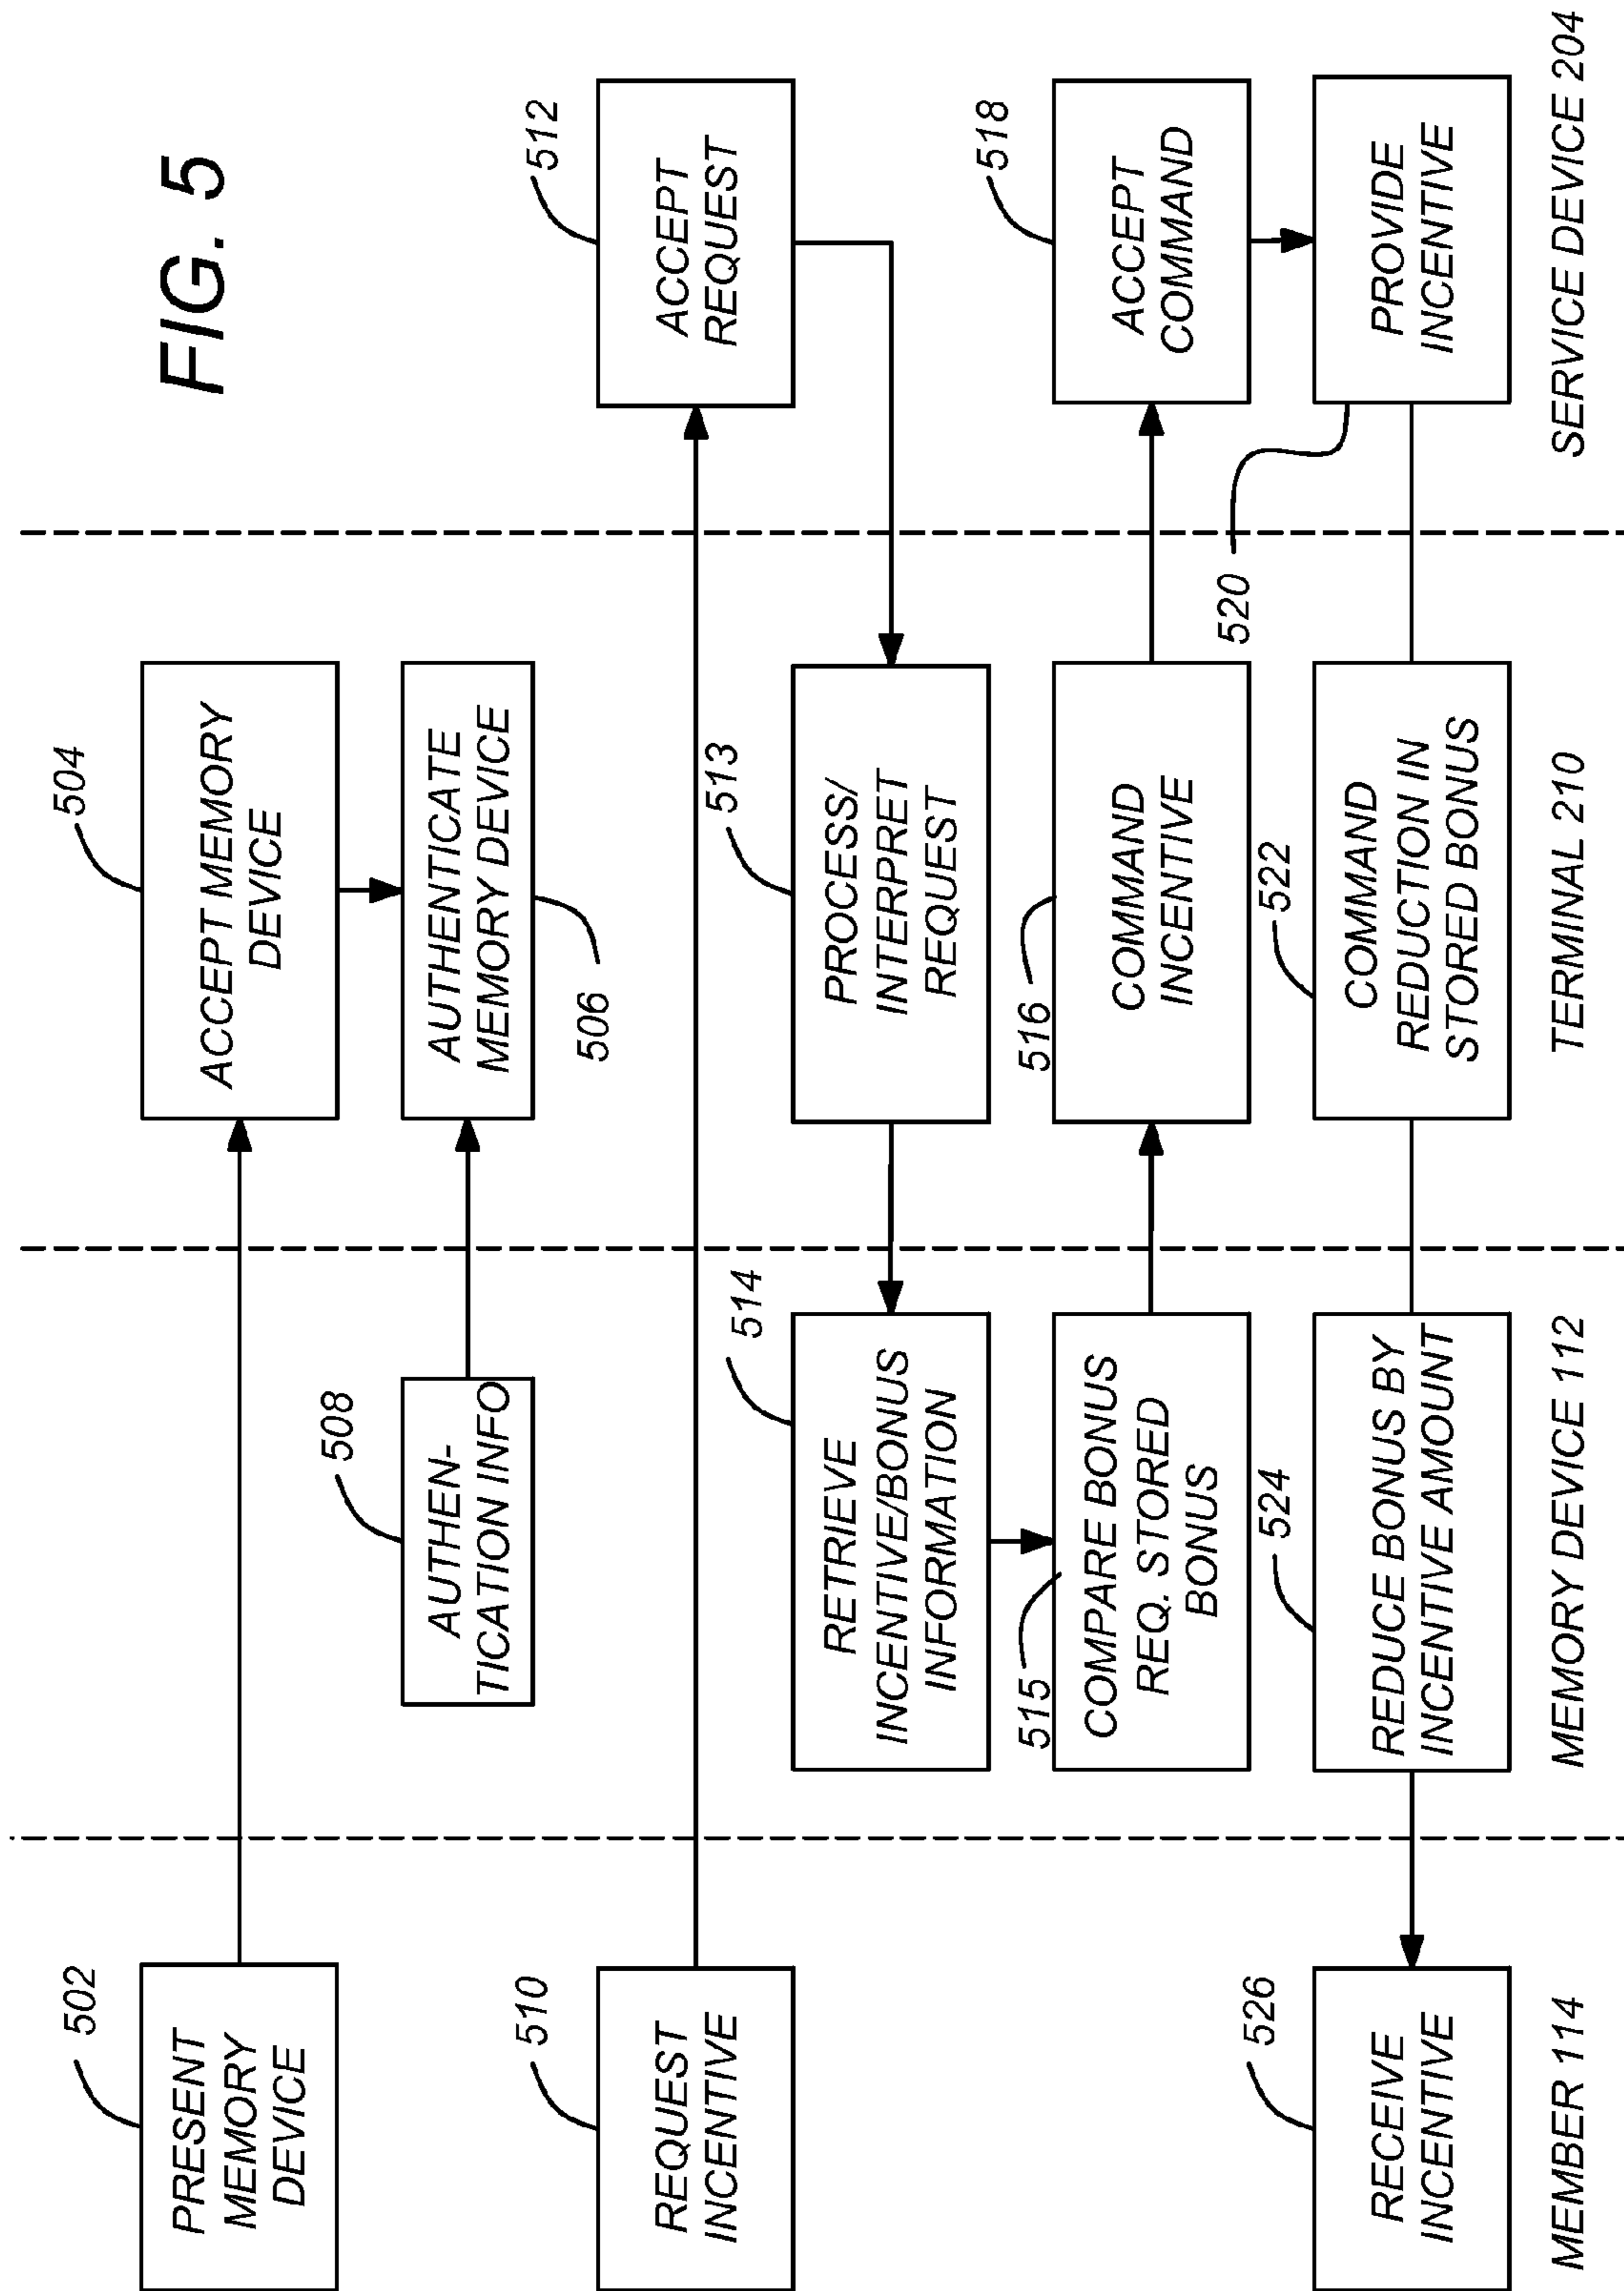 FIG. 5
502
PRESENT
MEMORY
DEVICE
504
ACCEPT MEMORY
DEVICE
508
AUTHEN-
TICATION INFO
AUTHENTICATE
MEMORY DEVICE
506
510
REQUEST
INCENTIVE
512
ACCEPT
REQUEST
513
PROCESS/
INTERPRET
REQUEST
514
RETRIEVE
INCENTIVE/BONUS
INFORMATION
515
COMPARE BONUS
REQ. STORED
BONUS
516
COMMAND
INCENTIVE
518
ACCEPT
COMMAND
520
PROVIDE
INCENTIVE
522
COMMAND
REDUCTION IN
STORED BONUS
524
REDUCE BONUS BY
INCENTIVE AMOUNT
526
RECEIVE
INCENTIVE
MEMBER 114
MEMORY DEVICE 112
TERMINAL 210
SERVICE DEVICE 204